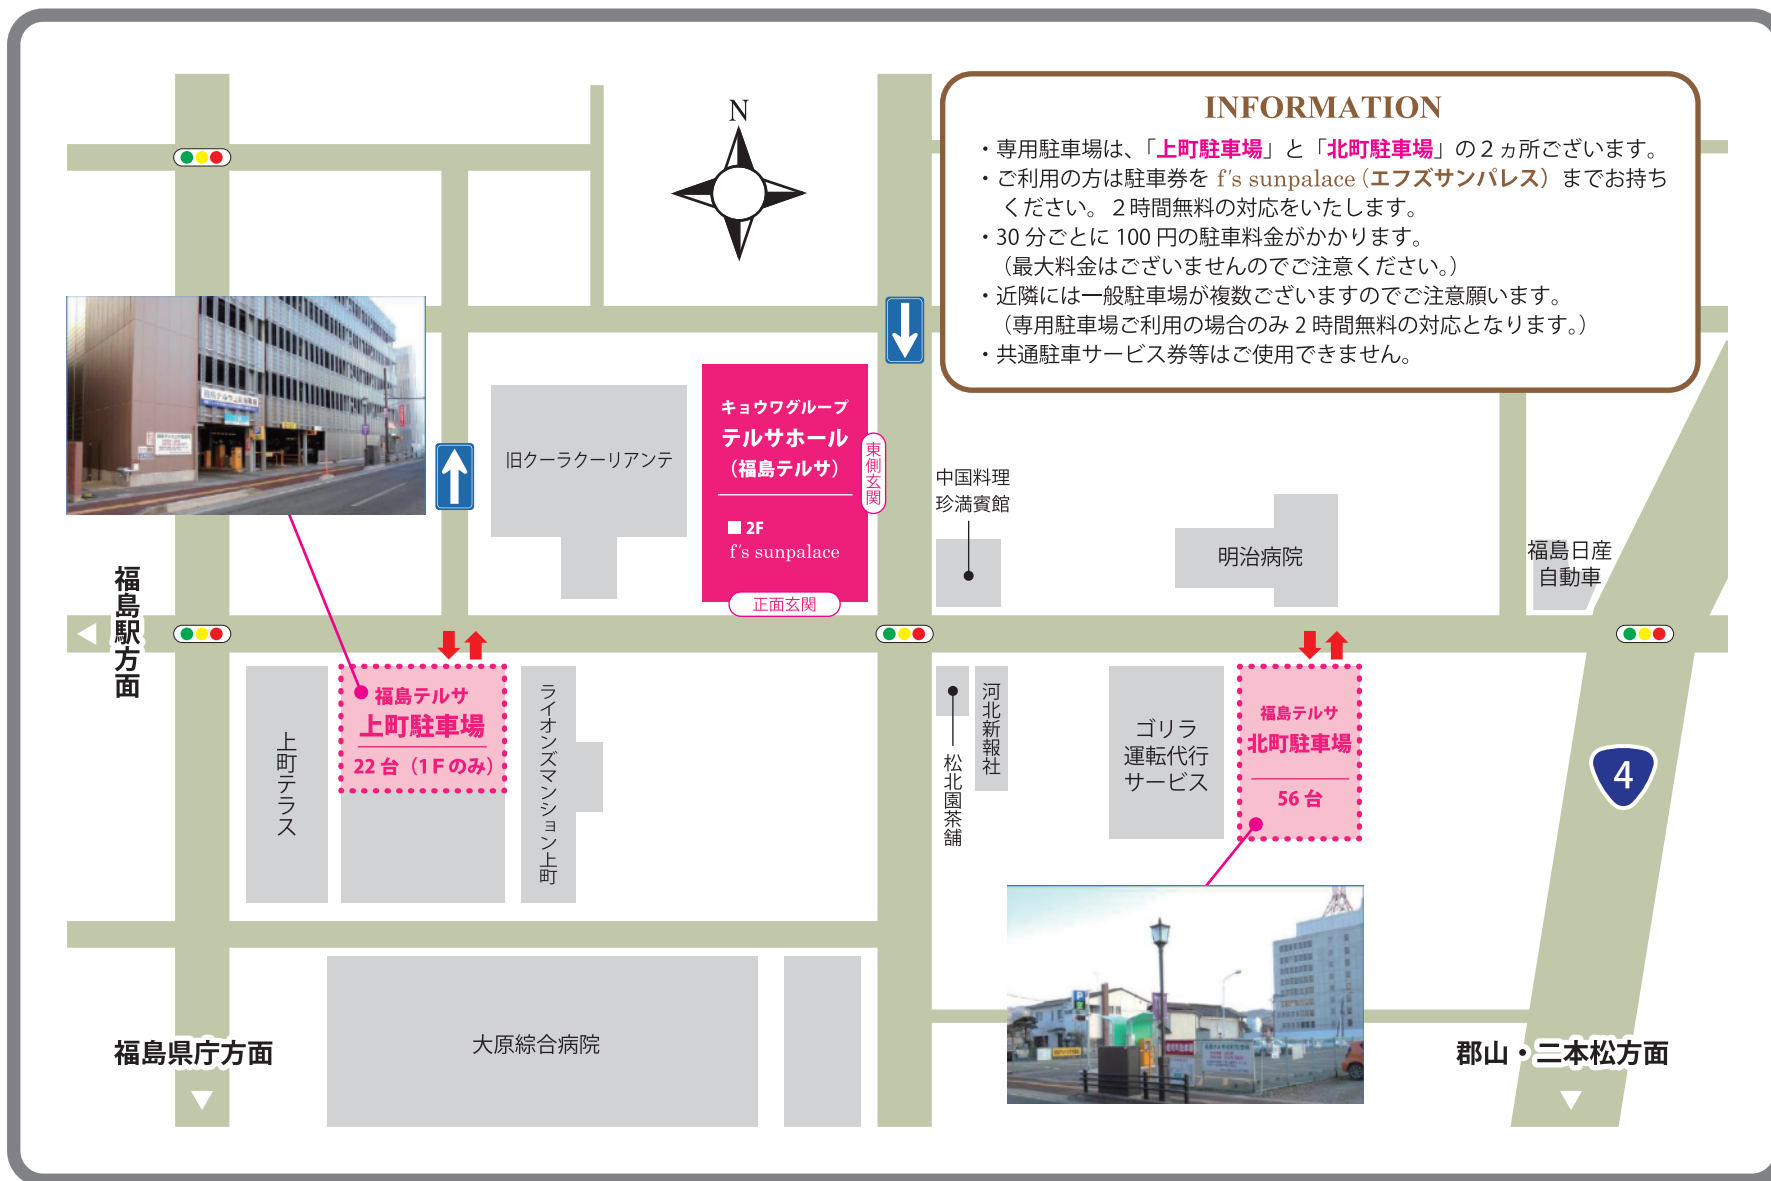 INFORMATION
・専用駐車場は、「上町駐車場」と「北町駐車場」の２ヵ所ございます。
・ご利用の方は駐車券を f's sunpalace（エフズサンパレス）までお持ち
ください。２時間無料の対応をいたします。
・30 分ごとに 100 円の駐車料金がかかります。
（最大料金はございませんのでご注意ください。）
・近隣には一般駐車場が複数ございますのでご注意願います。
（専用駐車場ご利用の場合のみ 2 時間無料の対応となります。）
・共通駐車サービス券等はご使用できません。
N
キョウワグループ
テルサホール
（福島テルサ）
■ 2F
f's sunpalace
東側玄関
正面玄関
旧クーラクーリアンテ
中国料理
珍満賓館
明治病院
福島日産
自動車
福島駅方面
福島テルサ
上町駐車場
22 台（1F のみ）
上町テラス
ライオンズマンション上町
松北園茶舗
河北新報社
ゴリラ
運転代行
サービス
福島テルサ
北町駐車場
56 台
4
大原綜合病院
福島県庁方面
郡山・二本松方面